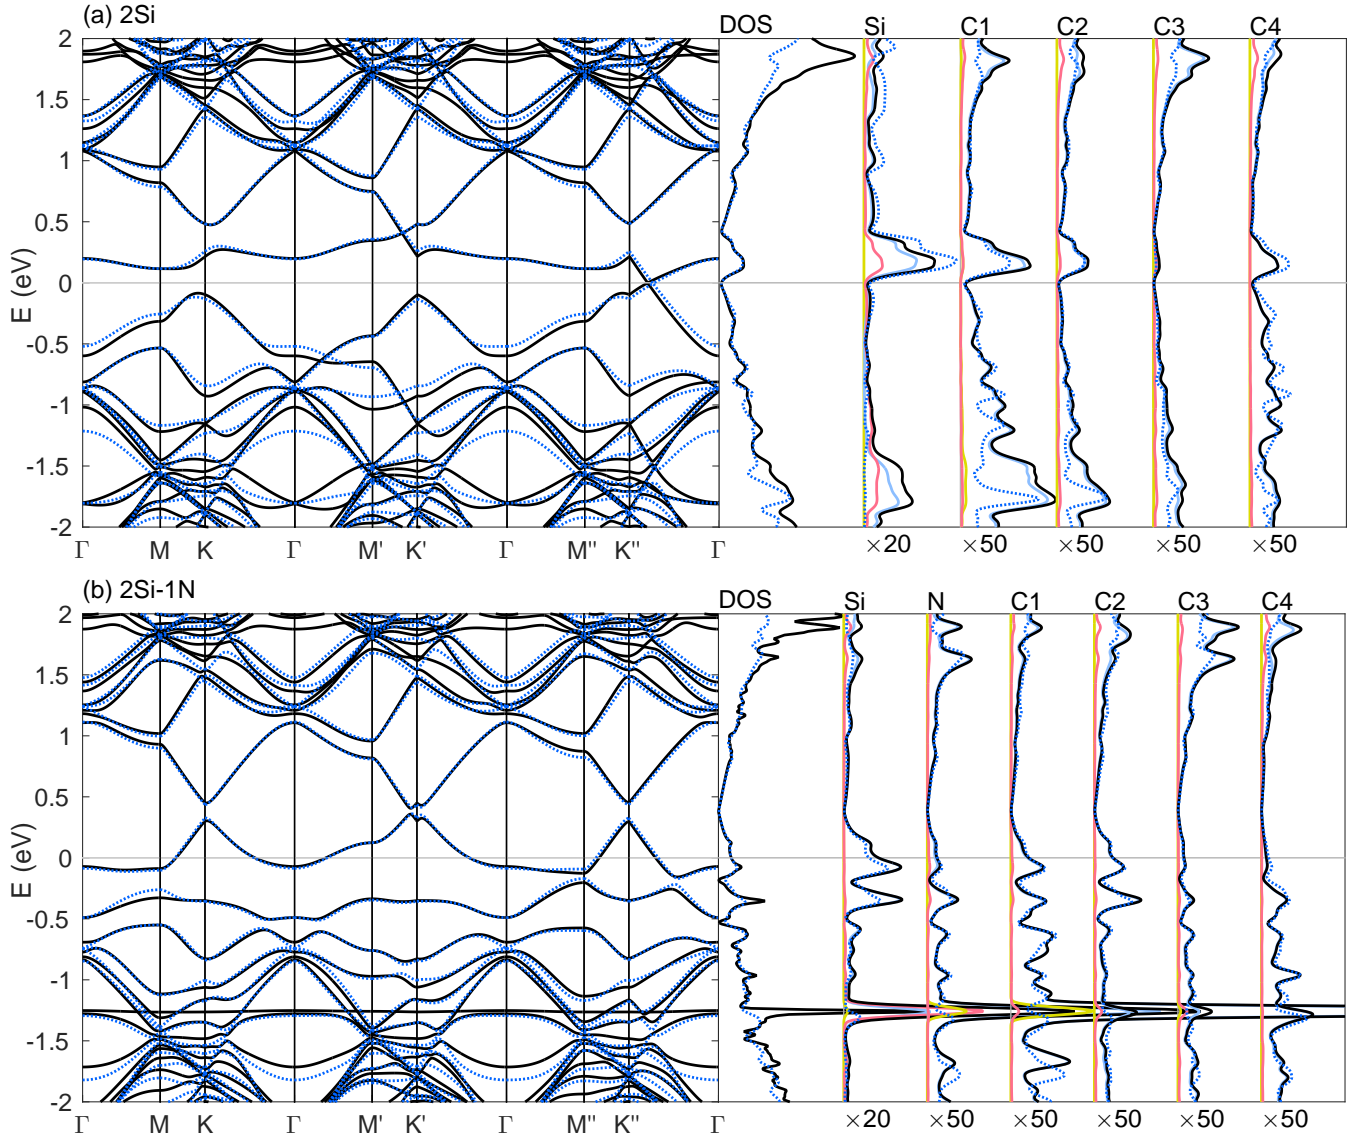 (a) 2Si
DOS Si C1 C2 C3 C4
2
1.5
1
0.5
0
-0.5
-1
-1.5
-2
E (eV)
Γ M K Γ M' K' Γ M'' K'' Γ
×20 ×50 ×50 ×50 ×50
(b) 2Si-1N
DOS Si N C1 C2 C3 C4
2
1.5
1
0.5
0
-0.5
-1
-1.5
-2
E (eV)
Γ M K Γ M' K' Γ M'' K'' Γ
×20 ×50 ×50 ×50 ×50 ×50